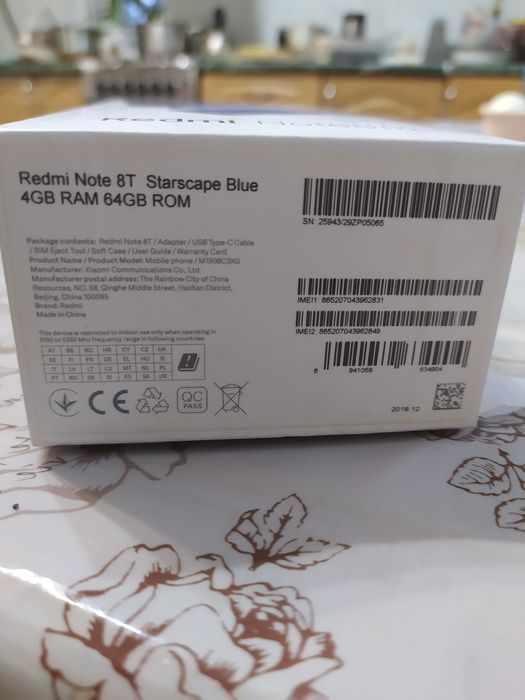 Redmi Note 8T
Redmi Note 8T Starscape Blue
4GB RAM 64GB ROM
SN: 25943/29ZP05065
Package contents: Redmi Note 8T / Adapter / USB Type-C Cable
/ SIM Eject Tool / Soft Case / User Guide / Warranty Card
Product Name / Product Model: Mobile phone / M1908C3XG
Manufacturer: Xiaomi Communications Co., Ltd.
Manufacturer postal address: The Rainbow City of China
Resources, NO. 68, Qinghe Middle Street, Haidian District,
Beijing, China 100085
Brand: Redmi
Made in China
IMEI1: 865207043962831
IMEI2: 865207043962849
This device is restricted to indoor use only when operating in
5150 to 5350 MHz frequency range in following countries:
AT BE BG HR CY CZ DK
EE FI FR DE EL HU IE
IT LV LT LU MT NL PL
PT RO SK SI ES SE UK
6 941059 634904
CE
QC
PASS
2019.12